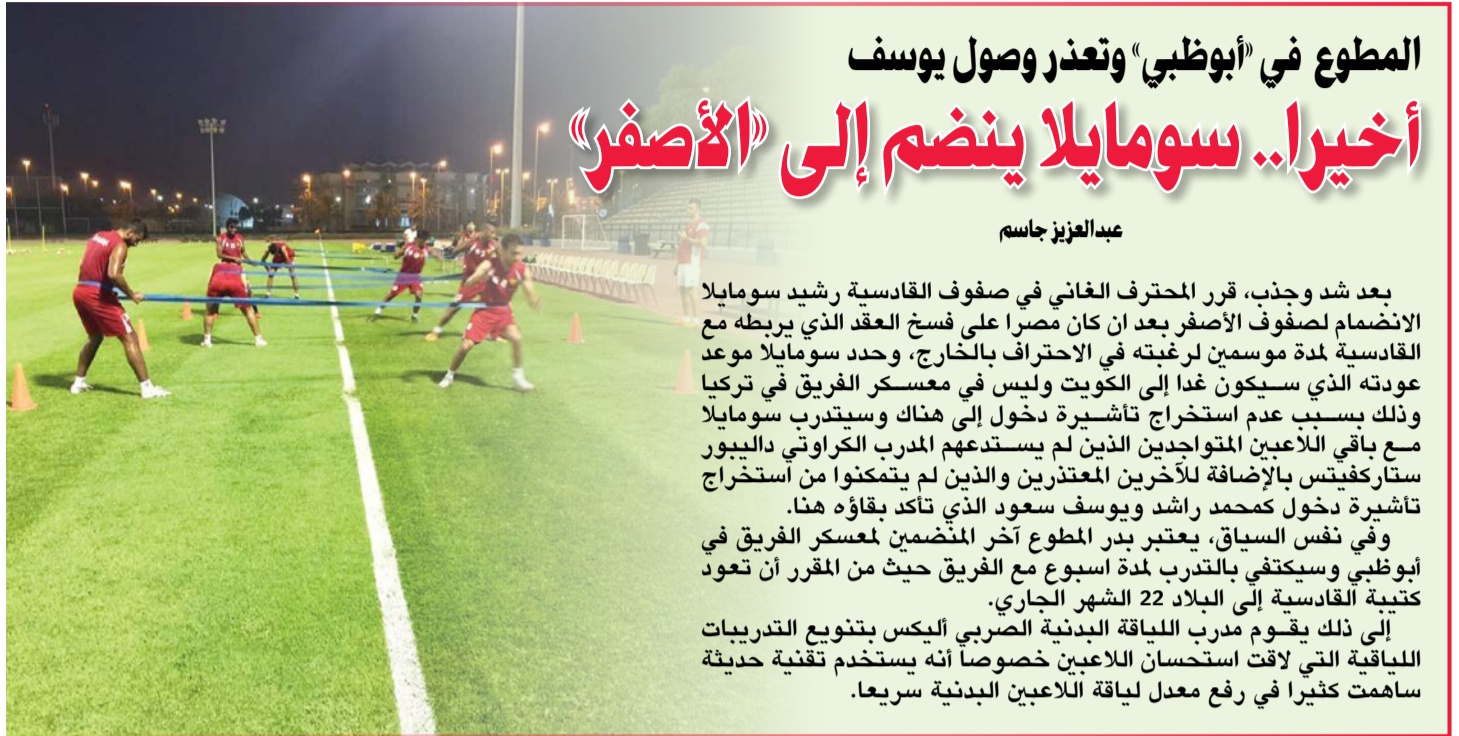 المطوع في «أبوظبي» وتعذر وصول يوسف
أخيرا.. سومايلا ينضم إلى «الأصفر»
عبدالعزيز جاسم
بعد شد وجذب، قرر المحترف الغاني في صفوف القادسية رشيد سومايلا
الانضمام لصفوف الأصفر بعد ان كان مصرا على فسخ العقد الذي يربطه مع
القادسية لمدة موسمين لرغبته في الاحتراف بالخارج، وحدد سومايلا موعد
عودته الذي سيكون غدا إلى الكويت وليس في معسكر الفريق في تركيا
وذلك بسبب عدم استخراج تأشيرة دخول إلى هناك وسيتدرب سومايلا
مع باقي اللاعبين المتواجدين الذين لم يستدعهم المدرب الكراوتي داليبور
ستاركفيتس بالإضافة للآخرين المعتذرين والذين لم يتمكنوا من استخراج
تأشيرة دخول كمحمد راشد ويوسف سعود الذي تأكد بقاؤه هنا.
وفي نفس السياق، يعتبر بدر المطوع آخر المنضمين لمعسكر الفريق في
أبوظبي وسيكتفي بالتدرب لمدة اسبوع مع الفريق حيث من المقرر أن تعود
كتيبة القادسية إلى البلاد 22 الشهر الجاري.
إلى ذلك يقوم مدرب اللياقة البدنية الصربي أليكس بتنويع التدريبات
اللياقية التي لاقت استحسان اللاعبين خصوصا أنه يستخدم تقنية حديثة
ساهمت كثيرا في رفع معدل لياقة اللاعبين البدنية سريعا.